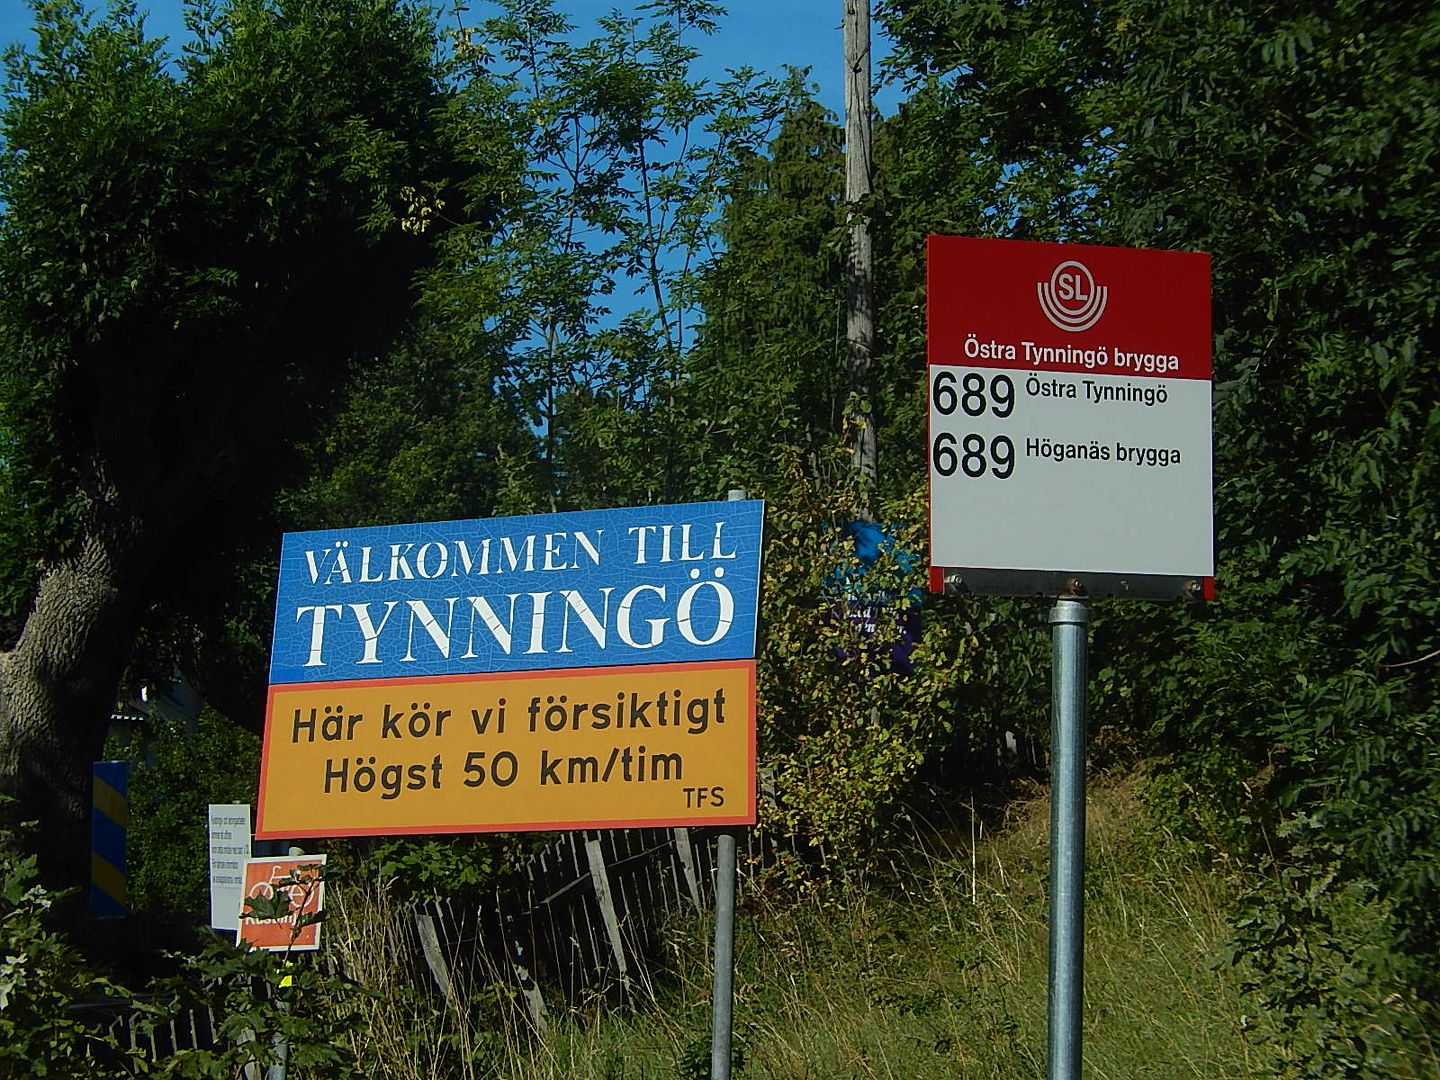 VÄLKOMMEN TILL
TYNNINGÖ
Här kör vi försiktigt
Högst 50 km/tim
TFS
SL
Östra Tynningö brygga
689 Östra Tynningö
689 Höganäs brygga